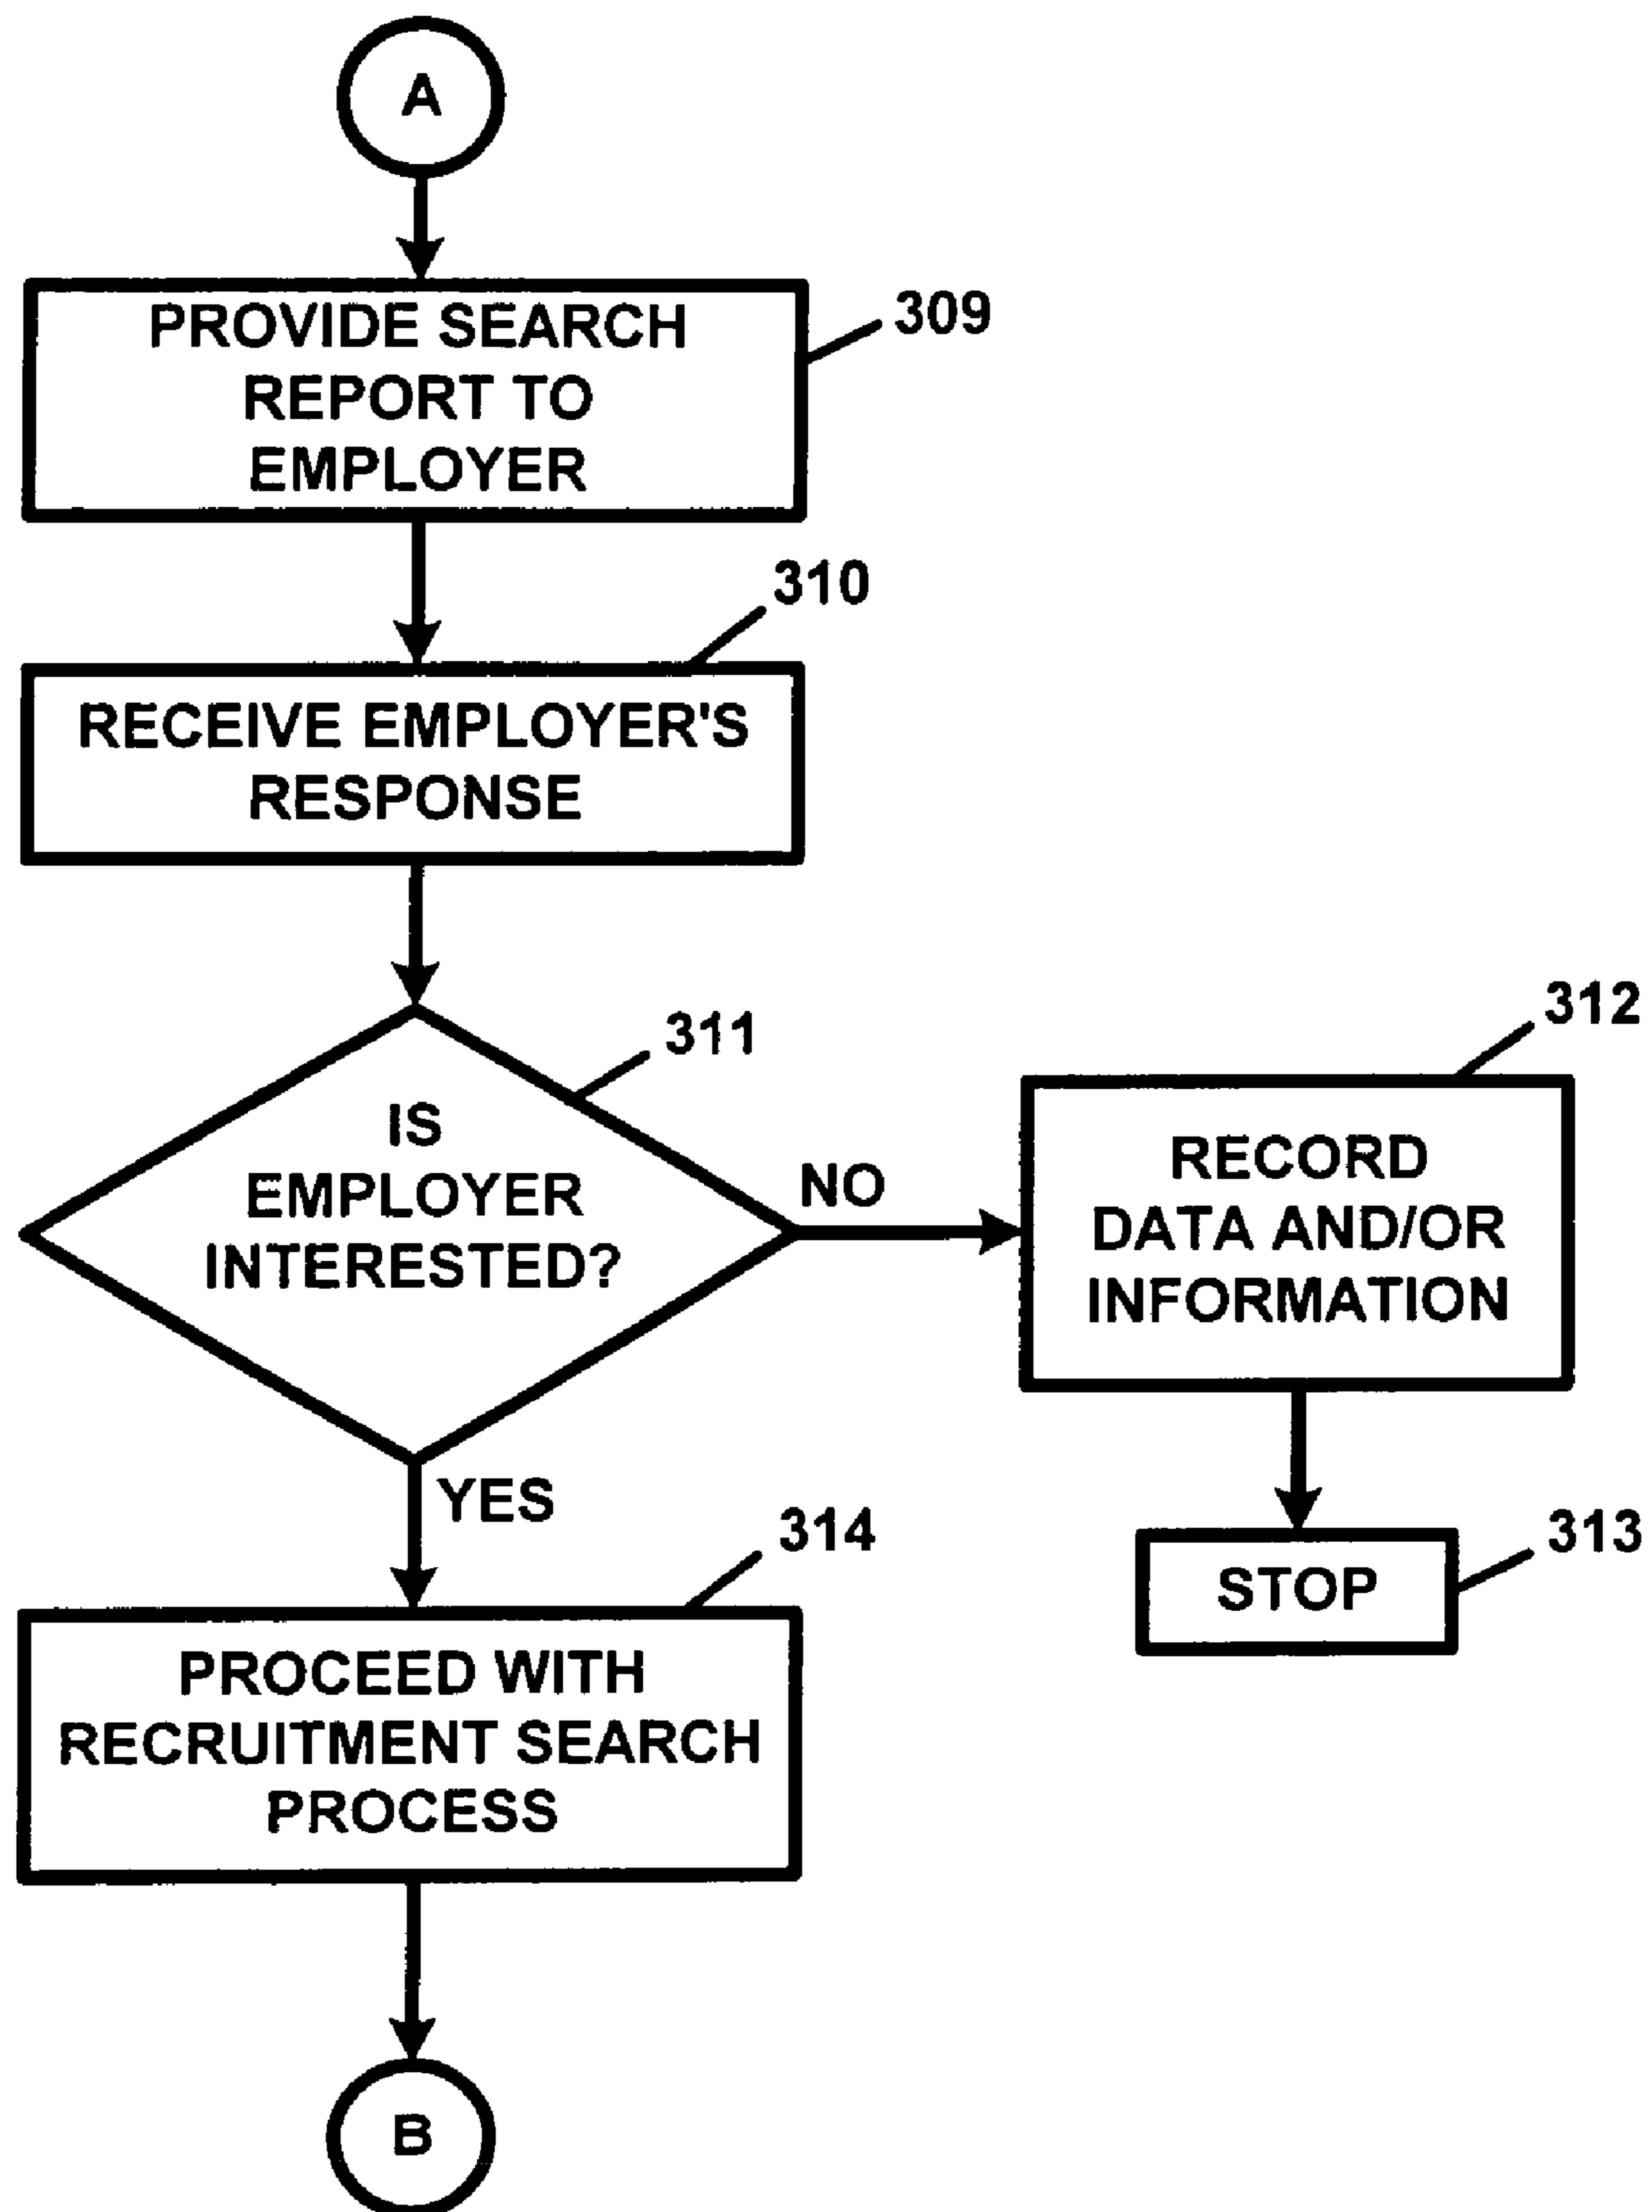 A
PROVIDE SEARCH
REPORT TO
EMPLOYER
309
310
RECEIVE EMPLOYER'S
RESPONSE
311
IS
EMPLOYER
INTERESTED?
NO
312
RECORD
DATA AND/OR
INFORMATION
YES
313
STOP
314
PROCEED WITH
RECRUITMENT SEARCH
PROCESS
B